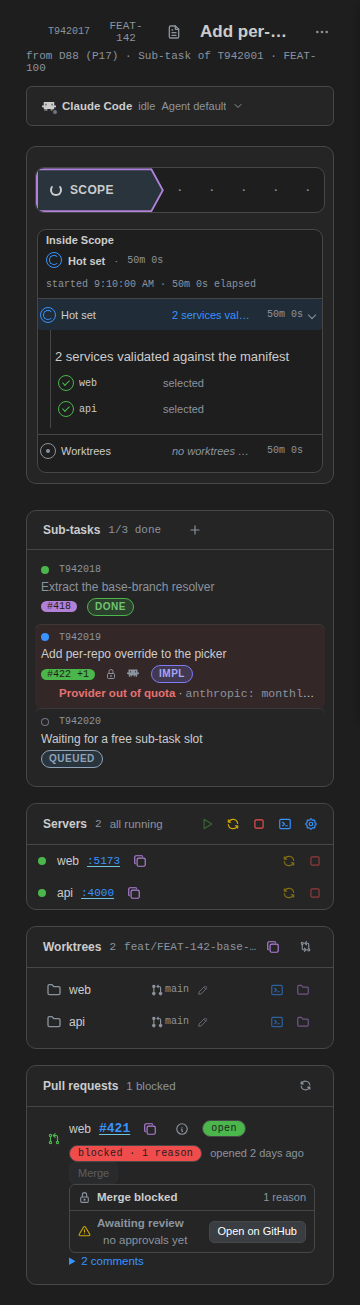 T942017 FEAT-142 Add per-…
from D88 (P17) · Sub-task of T942001 · FEAT-
100
Claude Code idle Agent default
SCOPE
Inside Scope
Hot set · 50m 0s
started 9:10:00 AM · 50m 0s elapsed
Hot set 2 services val… 50m 0s
2 services validated against the manifest
web selected
api selected
Worktrees no worktrees … 50m 0s
Sub-tasks 1/3 done
T942018
Extract the base-branch resolver
#418 DONE
T942019
Add per-repo override to the picker
#422 +1 IMPL
Provider out of quota · anthropic: monthl…
T942020
Waiting for a free sub-task slot
QUEUED
Servers 2 all running
web :5173
api :4000
Worktrees 2 feat/FEAT-142-base-…
web main
api main
Pull requests 1 blocked
web #421 open
blocked · 1 reason opened 2 days ago
Merge
Merge blocked 1 reason
Awaiting review
no approvals yet
Open on GitHub
2 comments